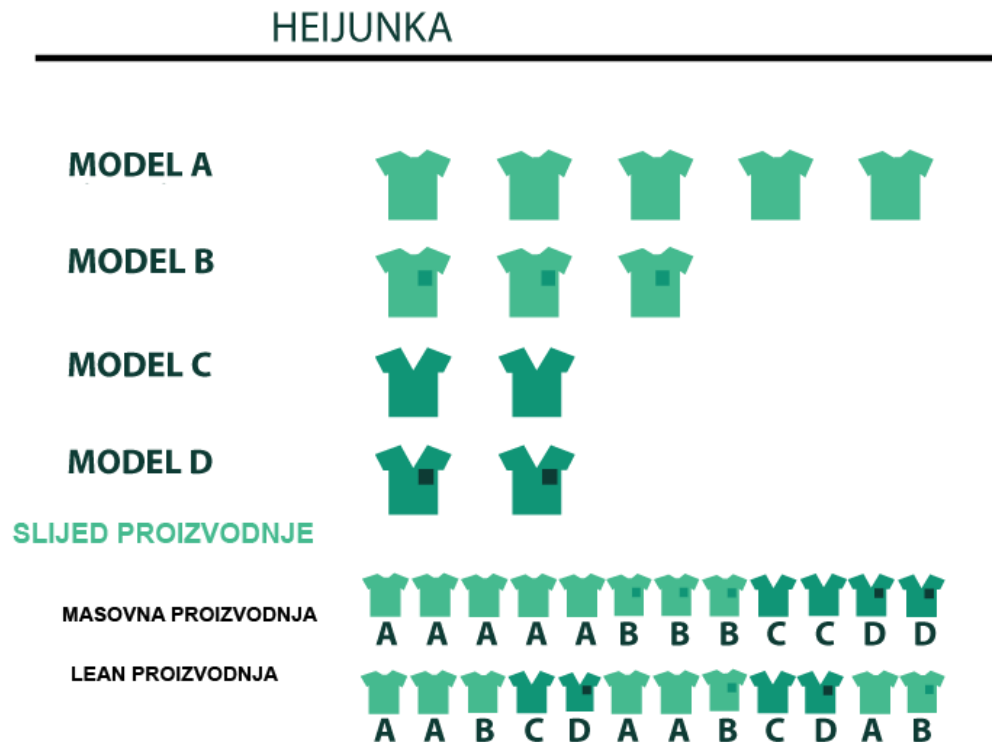 HEIJUNKA
MODEL A
MODEL B
MODEL C
MODEL D
SLIJED PROIZVODNJE
MASOVNA PROIZVODNJA
A A A A A B B B C C D D
LEAN PROIZVODNJA
A A B C D A A B C D A B